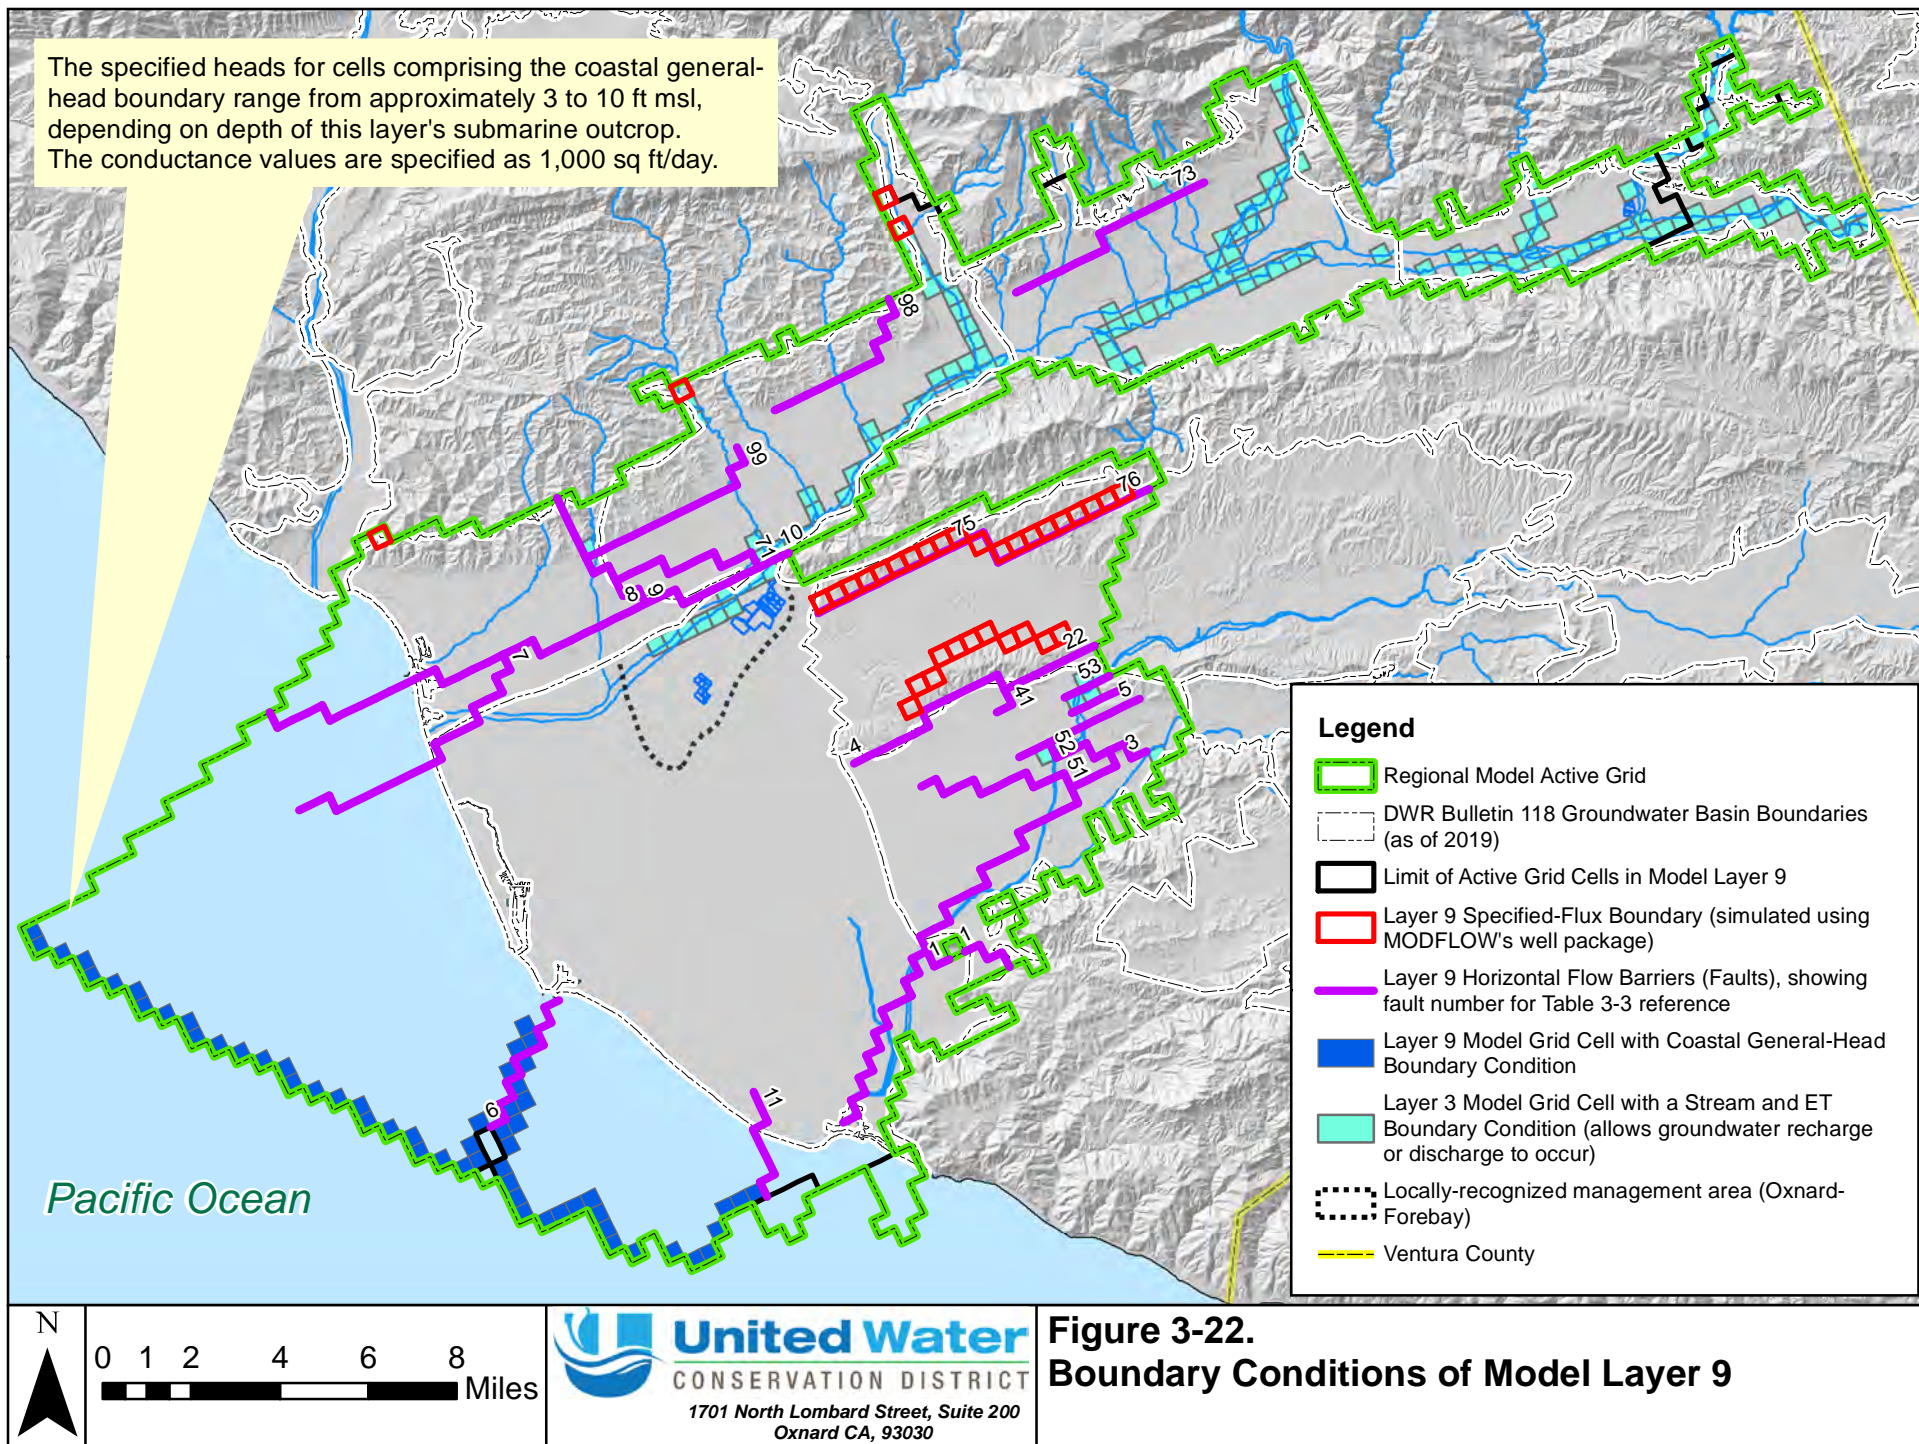 The specified heads for cells comprising the coastal general-
head boundary range from approximately 3 to 10 ft msl,
depending on depth of this layer's submarine outcrop.
The conductance values are specified as 1,000 sq ft/day.
73
98
99
76
75
71
10
8
9
7
22
53
41
5
4
52
3
51
1
1
6
11
Pacific Ocean
Legend
Regional Model Active Grid
DWR Bulletin 118 Groundwater Basin Boundaries
(as of 2019)
Limit of Active Grid Cells in Model Layer 9
Layer 9 Specified-Flux Boundary (simulated using
MODFLOW's well package)
Layer 9 Horizontal Flow Barriers (Faults), showing
fault number for Table 3-3 reference
Layer 9 Model Grid Cell with Coastal General-Head
Boundary Condition
Layer 3 Model Grid Cell with a Stream and ET
Boundary Condition (allows groundwater recharge
or discharge to occur)
Locally-recognized management area (Oxnard-
Forebay)
Ventura County
N
0 1 2 4 6 8
Miles
United Water
CONSERVATION DISTRICT
1701 North Lombard Street, Suite 200
Oxnard CA, 93030
Figure 3-22.
Boundary Conditions of Model Layer 9